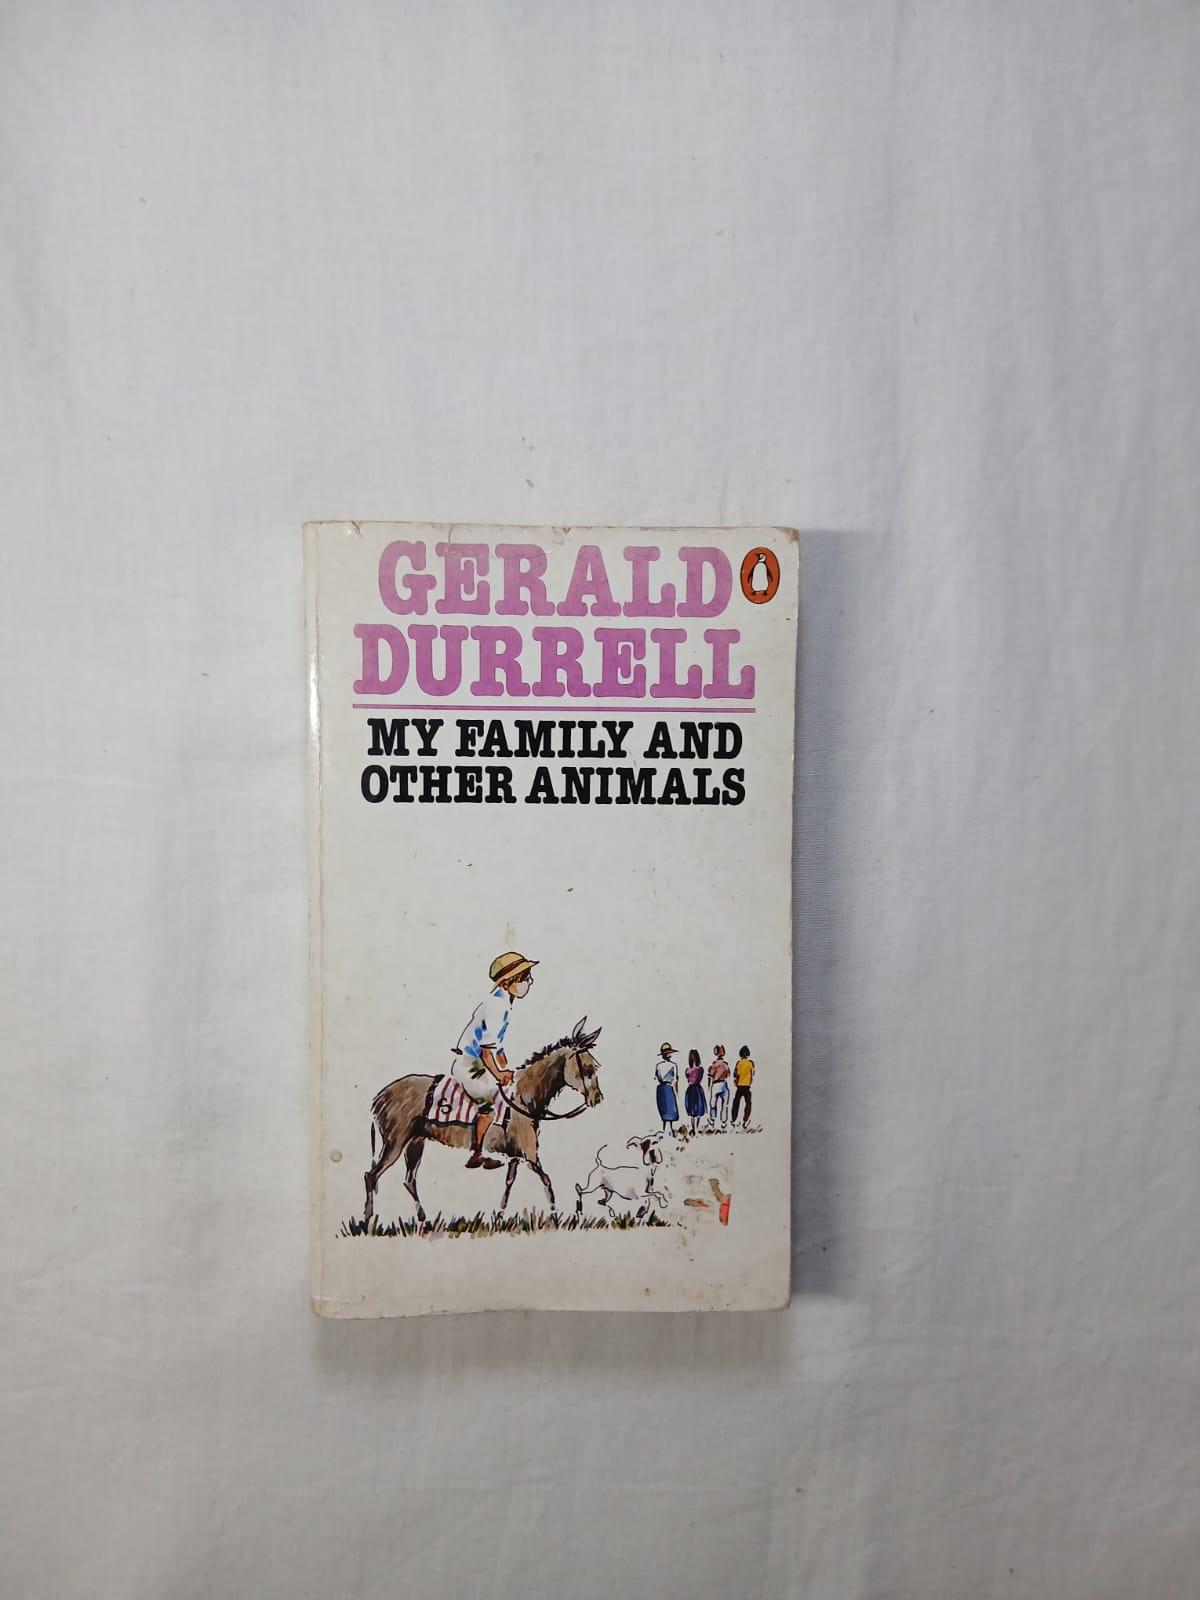 GERALD
DURRELL
MY FAMILY AND
OTHER ANIMALS